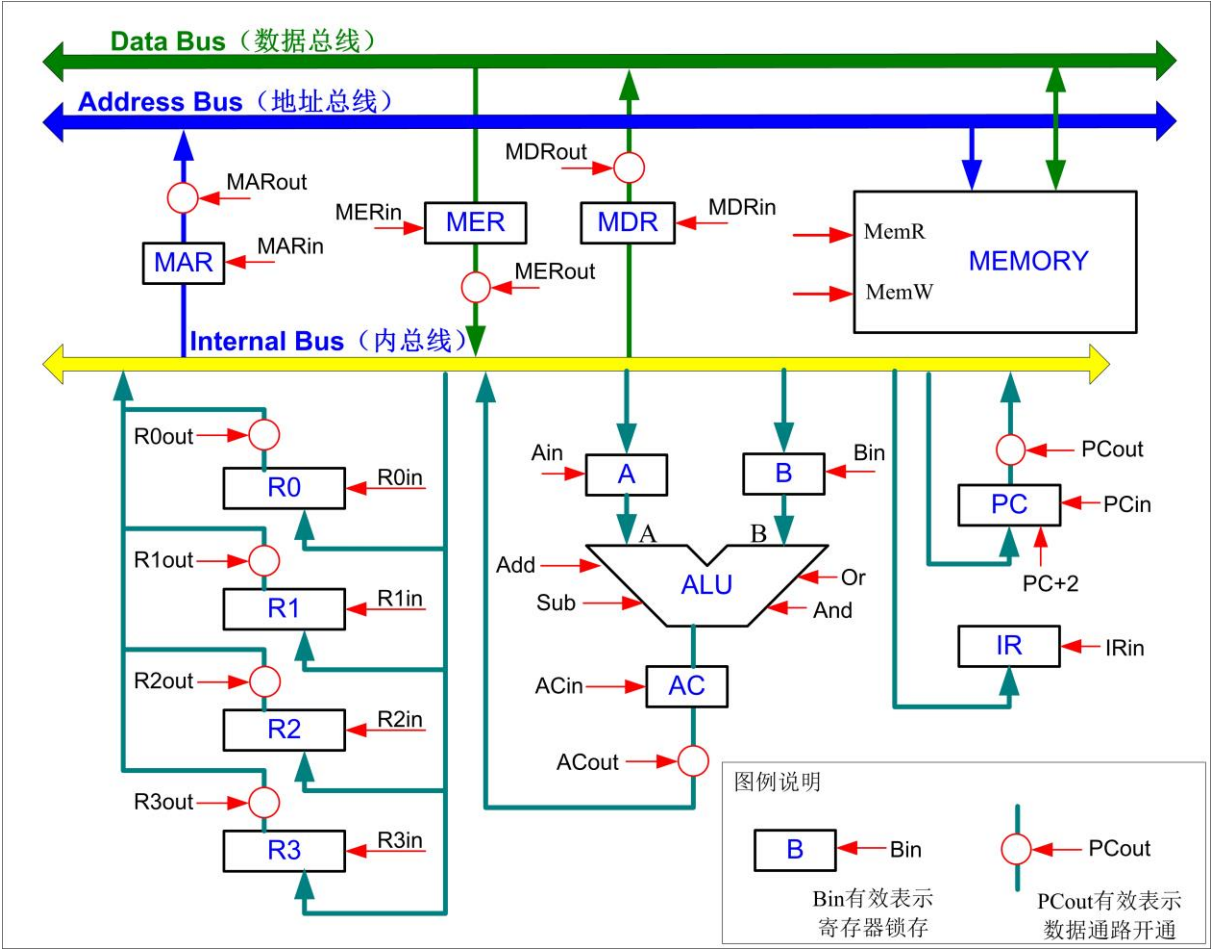 Data Bus（数据总线）
Address Bus（地址总线）
MDRout
MARout
MERin
MER
MDR
MDRin
MemR
MEMORY
MARin
MAR
MERout
MemW
Internal Bus（内总线）
R0out
R0
R0in
Ain
A
B
Bin
PCout
PC
PCin
A
B
PC+2
R1out
R1
R1in
Add
ALU
Or
Sub
And
IR
IRin
R2out
R2
R2in
ACin
AC
ACout
R3out
R3
R3in
图例说明
B
Bin
PCout
Bin有效表示
寄存器锁存
PCout有效表示
数据通路开通